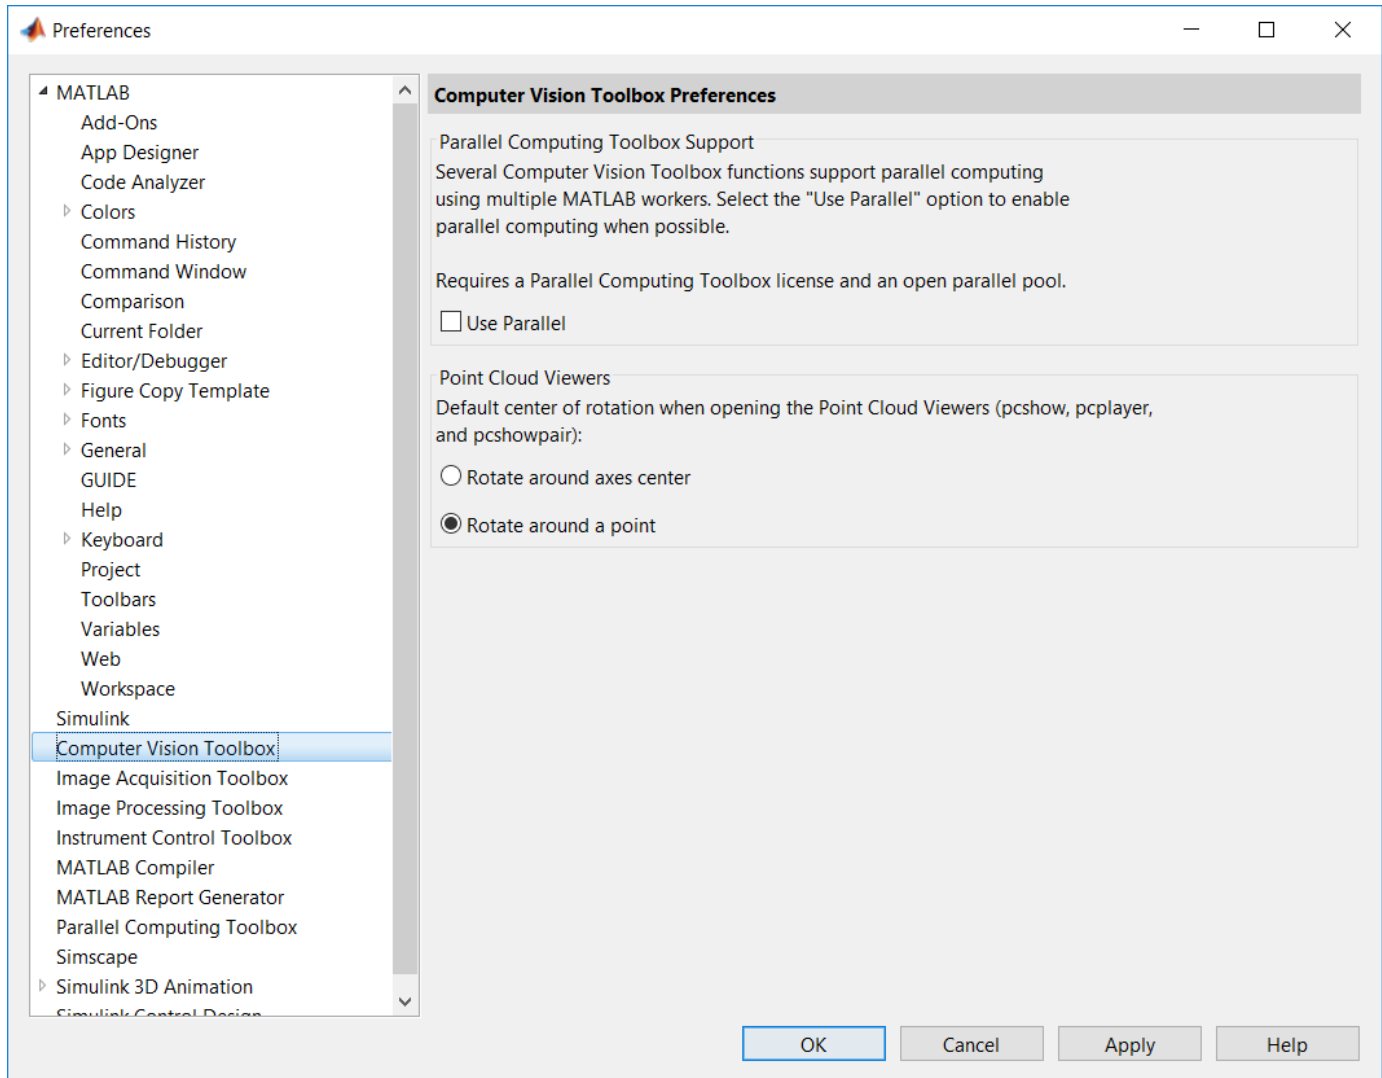 Preferences
MATLAB
Add-Ons
App Designer
Code Analyzer
Colors
Command History
Command Window
Comparison
Current Folder
Editor/Debugger
Figure Copy Template
Fonts
General
GUIDE
Help
Keyboard
Project
Toolbars
Variables
Web
Workspace
Simulink
Computer Vision Toolbox
Image Acquisition Toolbox
Image Processing Toolbox
Instrument Control Toolbox
MATLAB Compiler
MATLAB Report Generator
Parallel Computing Toolbox
Simscape
Simulink 3D Animation
Simulink Control Design
Computer Vision Toolbox Preferences
Parallel Computing Toolbox Support
Several Computer Vision Toolbox functions support parallel computing
using multiple MATLAB workers. Select the "Use Parallel" option to enable
parallel computing when possible.
Requires a Parallel Computing Toolbox license and an open parallel pool.
Use Parallel
Point Cloud Viewers
Default center of rotation when opening the Point Cloud Viewers (pcshow, pcplayer,
and pcshowpair):
Rotate around axes center
Rotate around a point
OK
Cancel
Apply
Help